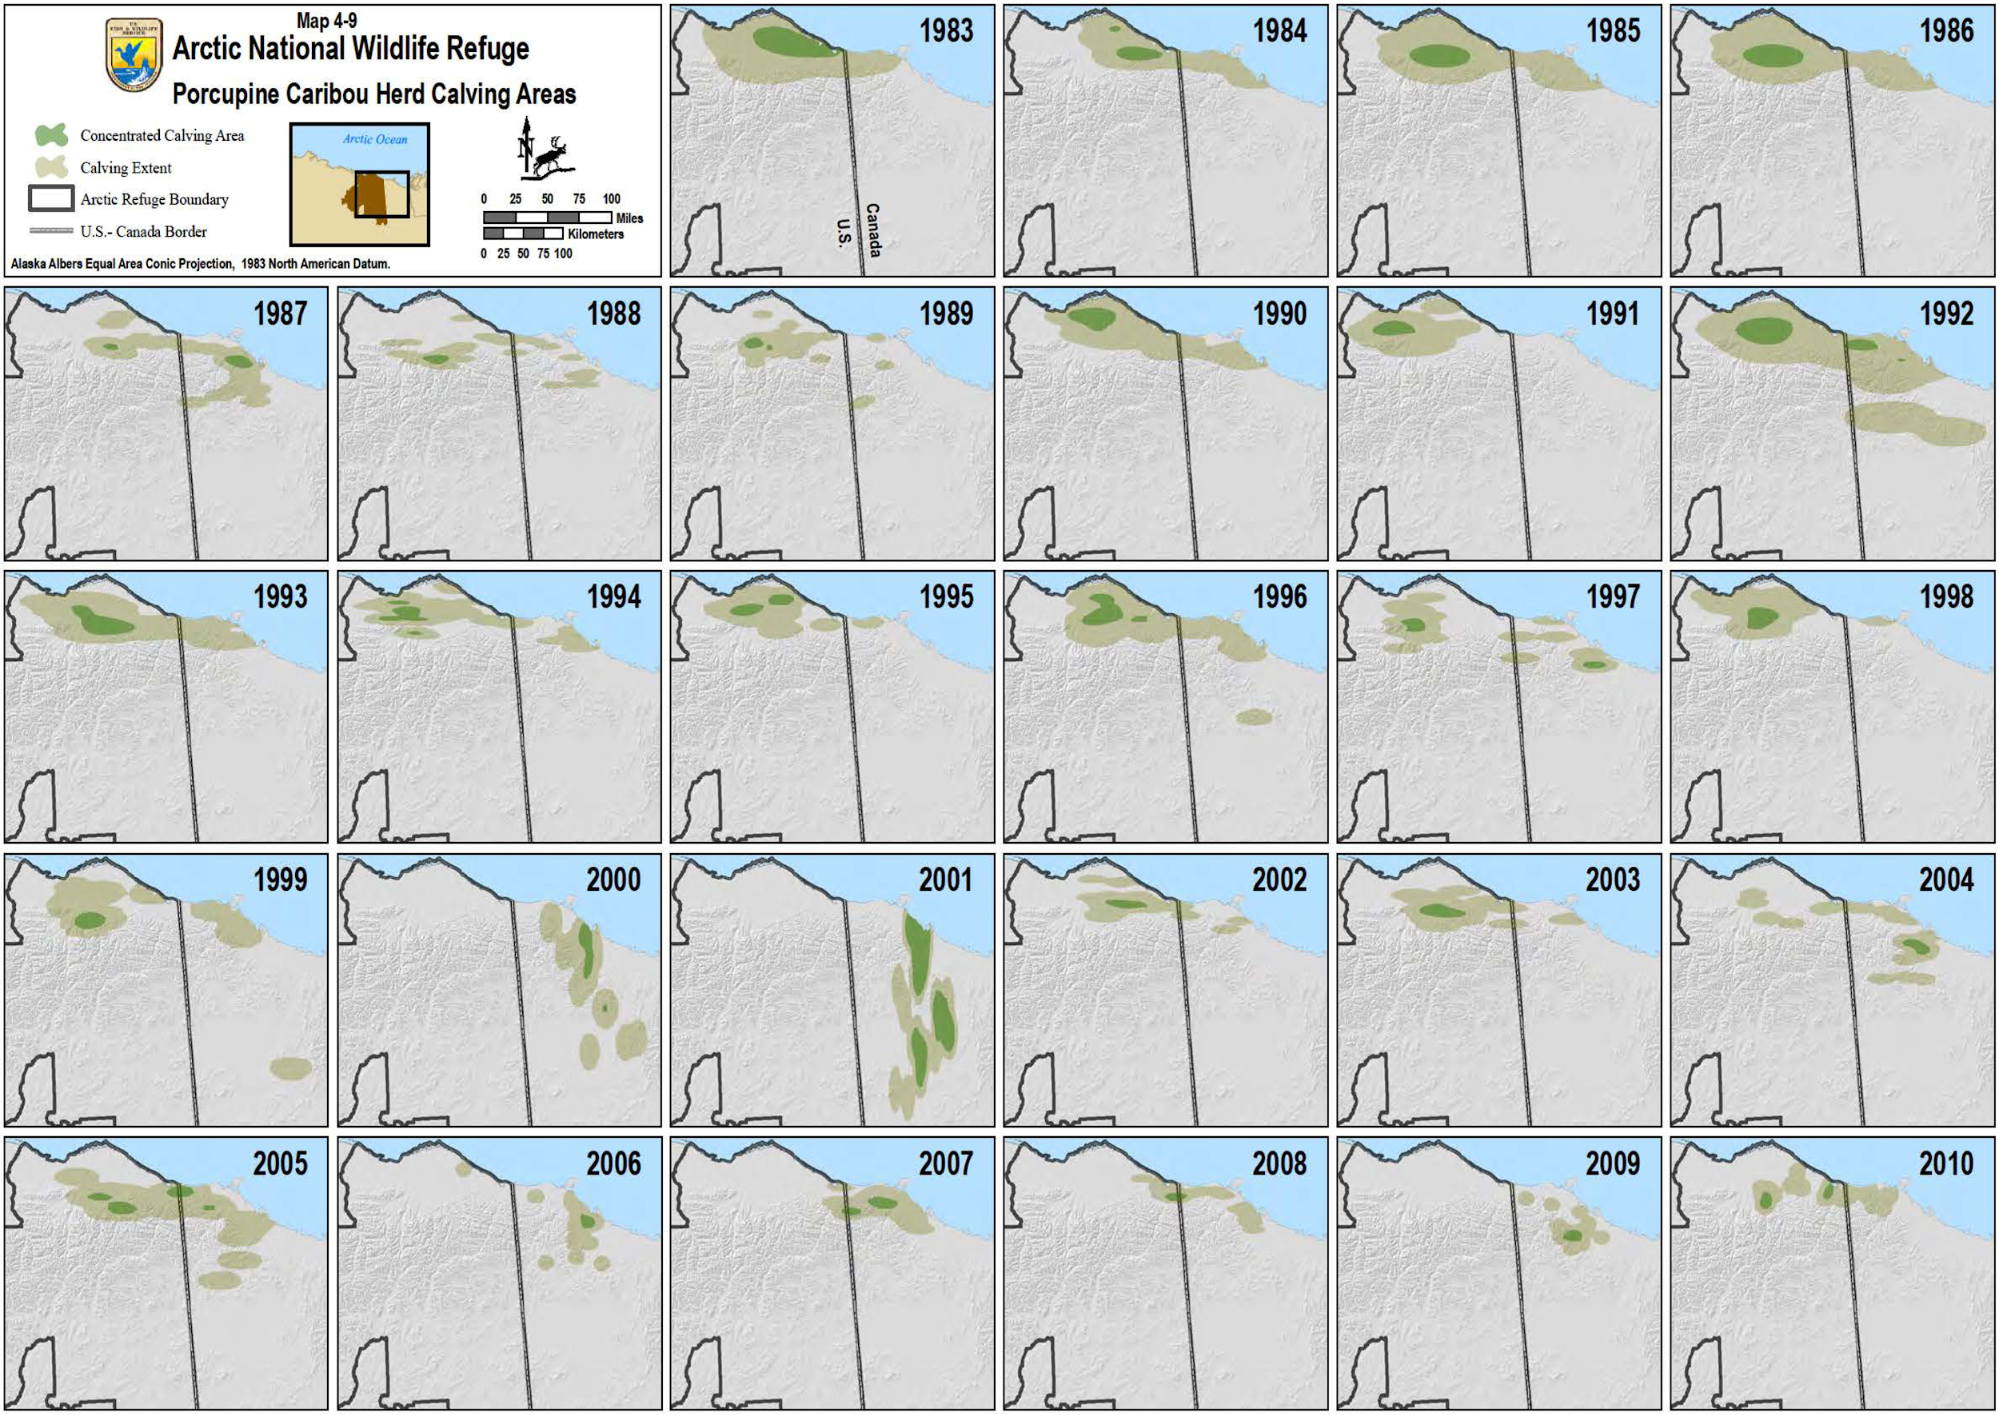 Map 4-9
Arctic National Wildlife Refuge
Porcupine Caribou Herd Calving Areas
U.S.
FISH & WILDLIFE
SERVICE
Concentrated Calving Area
Calving Extent
Arctic Refuge Boundary
U.S.- Canada Border
Arctic Ocean
N
0 25 50 75 100
Miles
Kilometers
0 25 50 75 100
Alaska Albers Equal Area Conic Projection, 1983 North American Datum.
1983
Canada
U.S.
1984
1985
1986
1987
1988
1989
1990
1991
1992
1993
1994
1995
1996
1997
1998
1999
2000
2001
2002
2003
2004
2005
2006
2007
2008
2009
2010